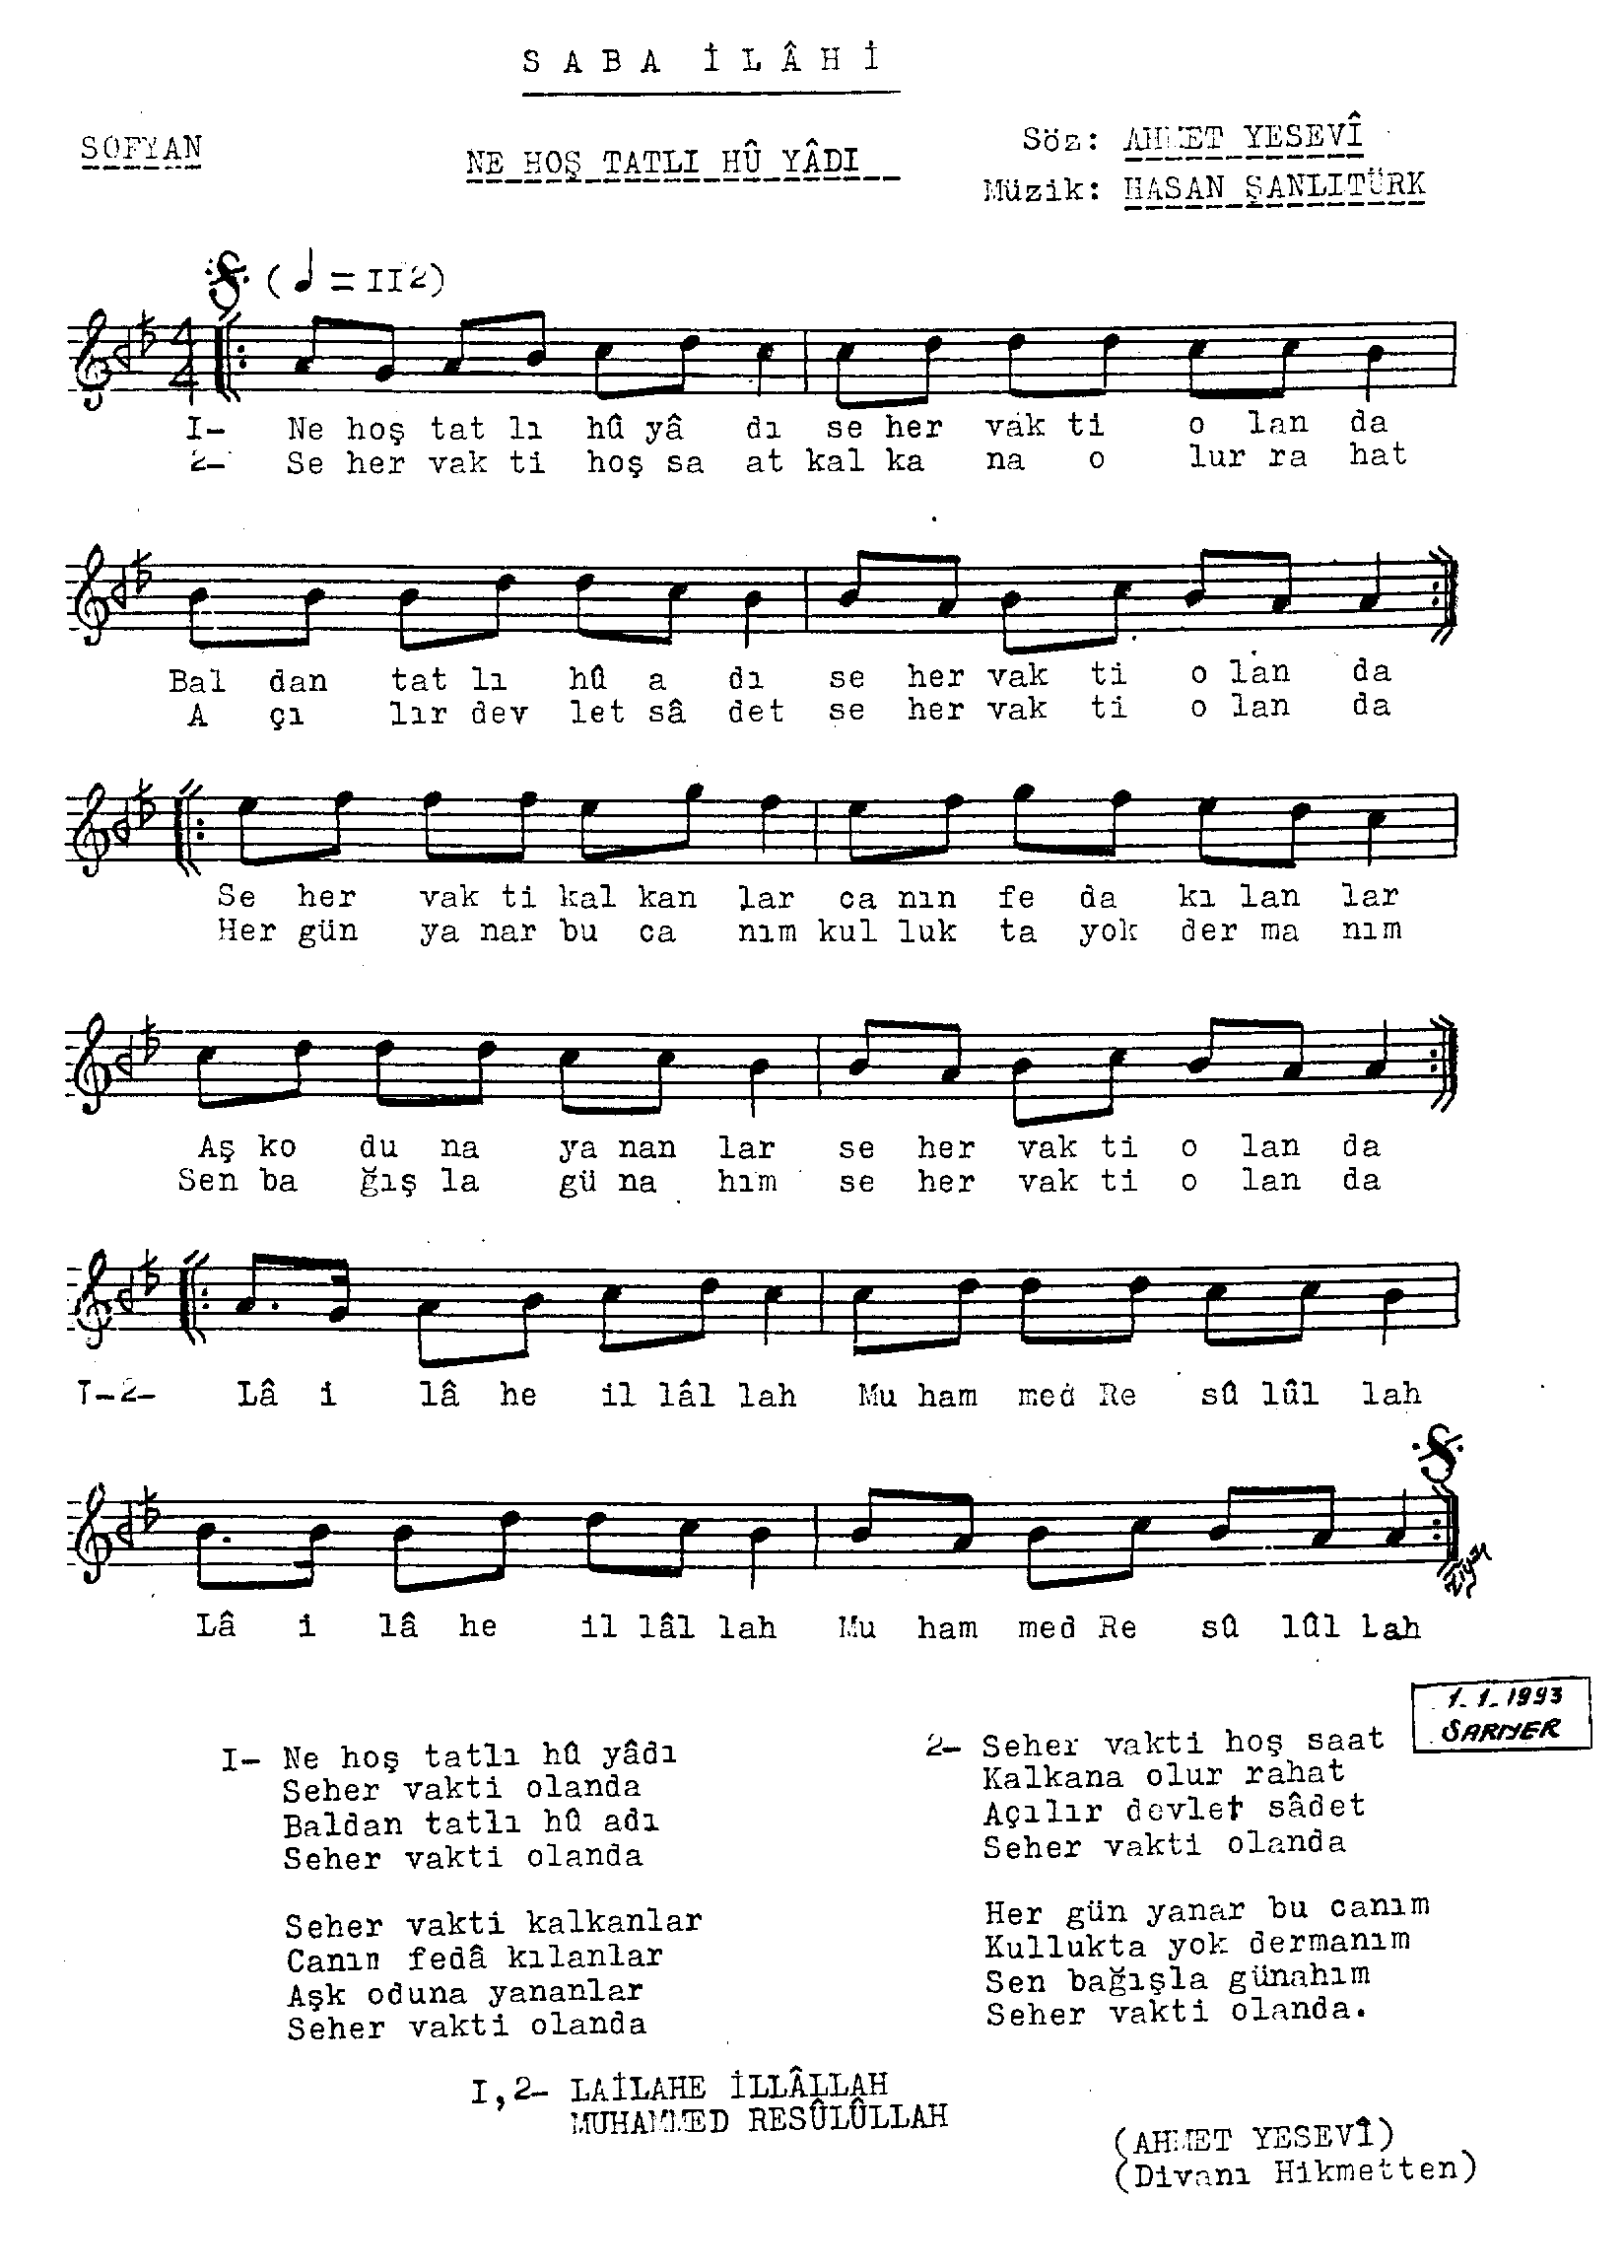 SABA İLÂHİ
SOFYAN
NE HOŞ TATLI HÛ YÂDI
Söz: AHMET YESEVÎ
Müzik: HASAN ŞANLITÜRK
( ♩ = II2)
4
4
I- Ne hoş tat lı hû yâ dı se her vak ti o lan da
2- Se her vak ti hoş sa at kal ka na o lur ra hat
Bal dan tat lı hû a dı se her vak ti o lan da
A çı lır dev let sâ det se her vak ti o lan da
Se her vak ti kal kan lar ca nın fe da kı lan lar
Her gün ya nar bu ca nım kul luk ta yok der ma nım
Aş ko du na ya nan lar se her vak ti o lan da
Sen ba ğış la gü na hım se her vak ti o lan da
I-2- Lâ i lâ he il lâl lah Mu ham med Re sû lûl lah
Lâ i lâ he il lâl lah Mu ham med Re sû lûl lah
Ziya
1-1-1993
SARIYER
I- Ne hoş tatlı hû yâdı
Seher vakti olanda
Baldan tatlı hû adı
Seher vakti olanda
Seher vakti kalkanlar
Canın fedâ kılanlar
Aşk oduna yananlar
Seher vakti olanda
2- Seher vakti hoş saat
Kalkana olur rahat
Açılır devlet sâdet
Seher vakti olanda
Her gün yanar bu canım
Kullukta yok dermanım
Sen bağışla günahım
Seher vakti olanda.
I,2- LAİLAHE İLLÂLLAH
MUHAMMED RESÛLÛLLAH
(AHMET YESEVÎ)
(Divanı Hikmetten)